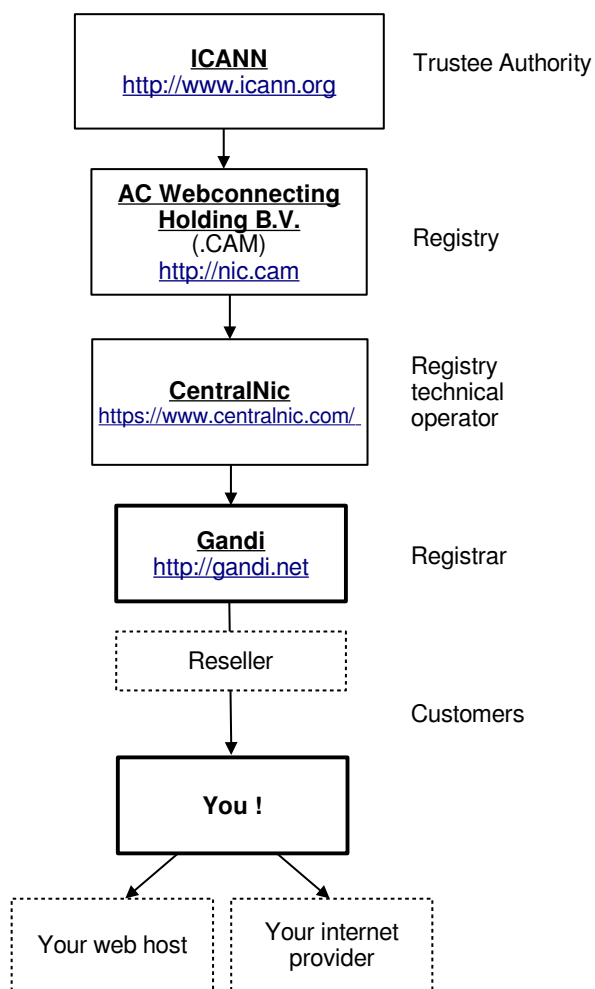 ICANN
http://www.icann.org
Trustee Authority
AC Webconnecting
Holding B.V.
(.CAM)
http://nic.cam
Registry
CentralNic
https://www.centralnic.com/
Registry
technical
operator
Gandi
http://gandi.net
Registrar
Reseller
Customers
You !
Your web host
Your internet
provider